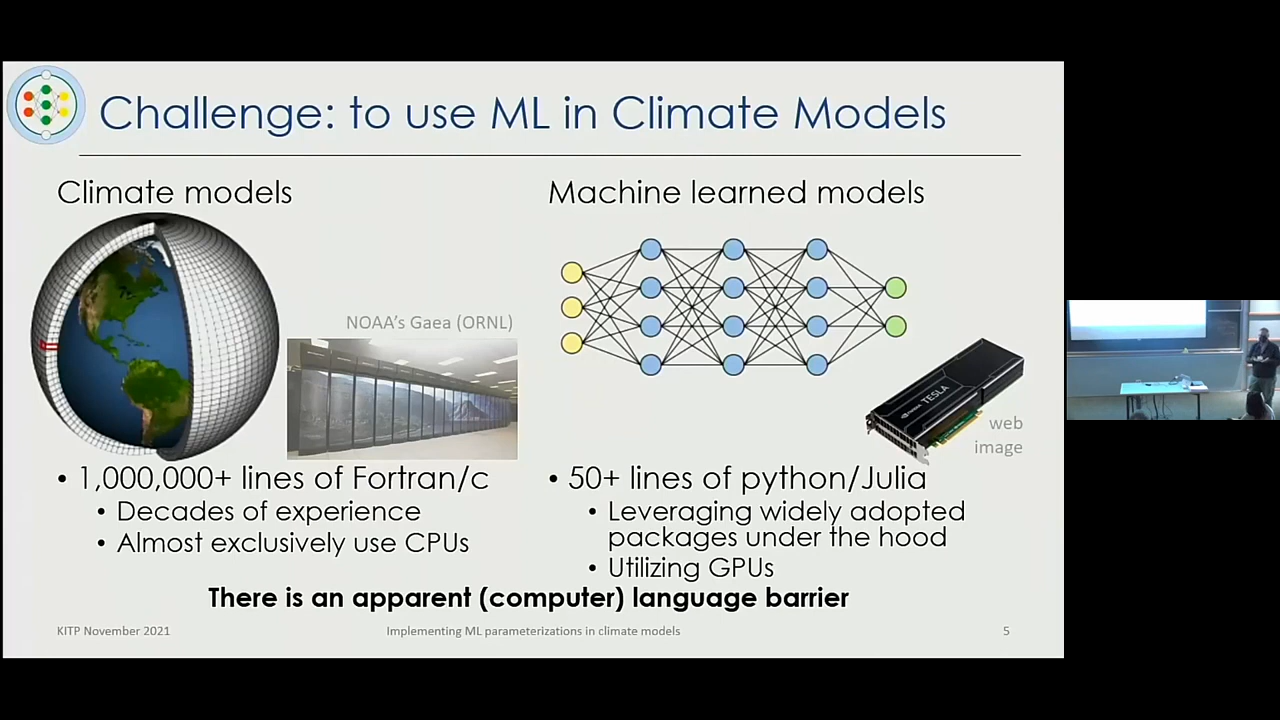 Challenge: to use ML in Climate Models
Climate models
NOAA's Gaea (ORNL)
• 1,000,000+ lines of Fortran/c
• Decades of experience
• Almost exclusively use CPUs
Machine learned models
TESLA
web
image
• 50+ lines of python/Julia
• Leveraging widely adopted
packages under the hood
• Utilizing GPUs
There is an apparent (computer) language barrier
KITP November 2021
Implementing ML parameterizations in climate models
5